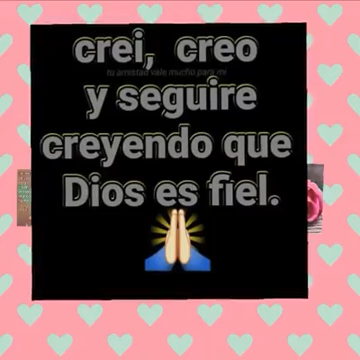 crei, creo
tu amistad vale mucho para mi
y seguire
creyendo que
Dios es fiel.